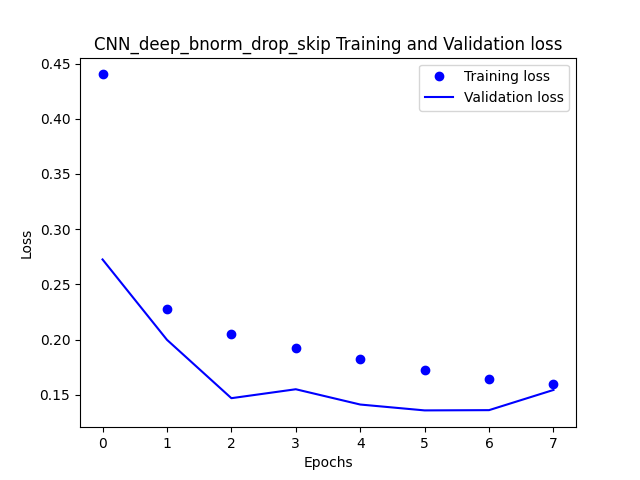 CNN_deep_bnorm_drop_skip Training and Validation loss
Training loss
Validation loss
Loss
0.45
0.40
0.35
0.30
0.25
0.20
0.15
0 1 2 3 4 5 6 7
Epochs